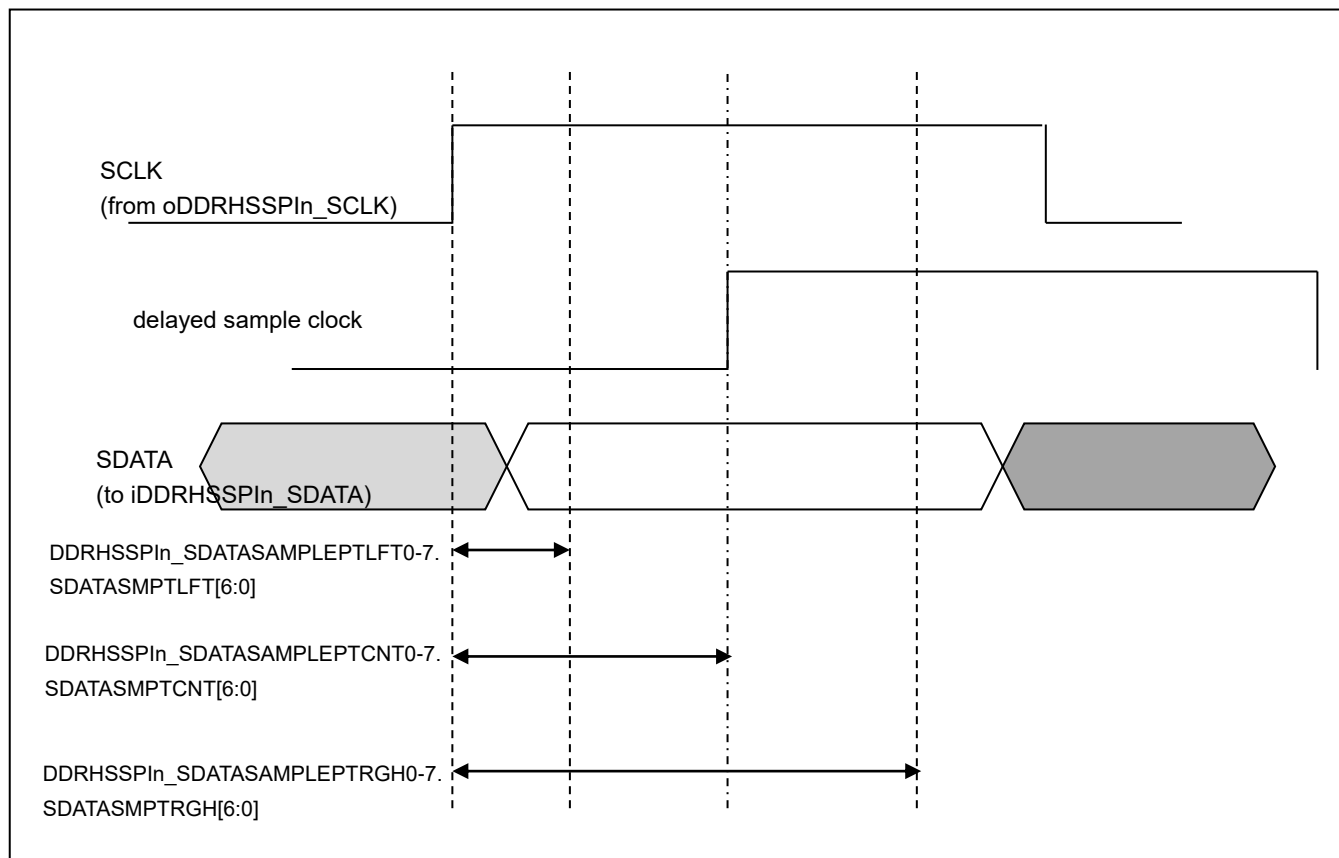 SCLK
(from oDDRHSSPIn_SCLK)
delayed sample clock
SDATA
(to iDDRHSSPIn_SDATA)
DDRHSSPIn_SDATASAMPLEPTLFT0-7.
SDATASMPTLFT[6:0]
DDRHSSPIn_SDATASAMPLEPTCNT0-7.
SDATASMPTCNT[6:0]
DDRHSSPIn_SDATASAMPLEPTRGH0-7.
SDATASMPTRGH[6:0]